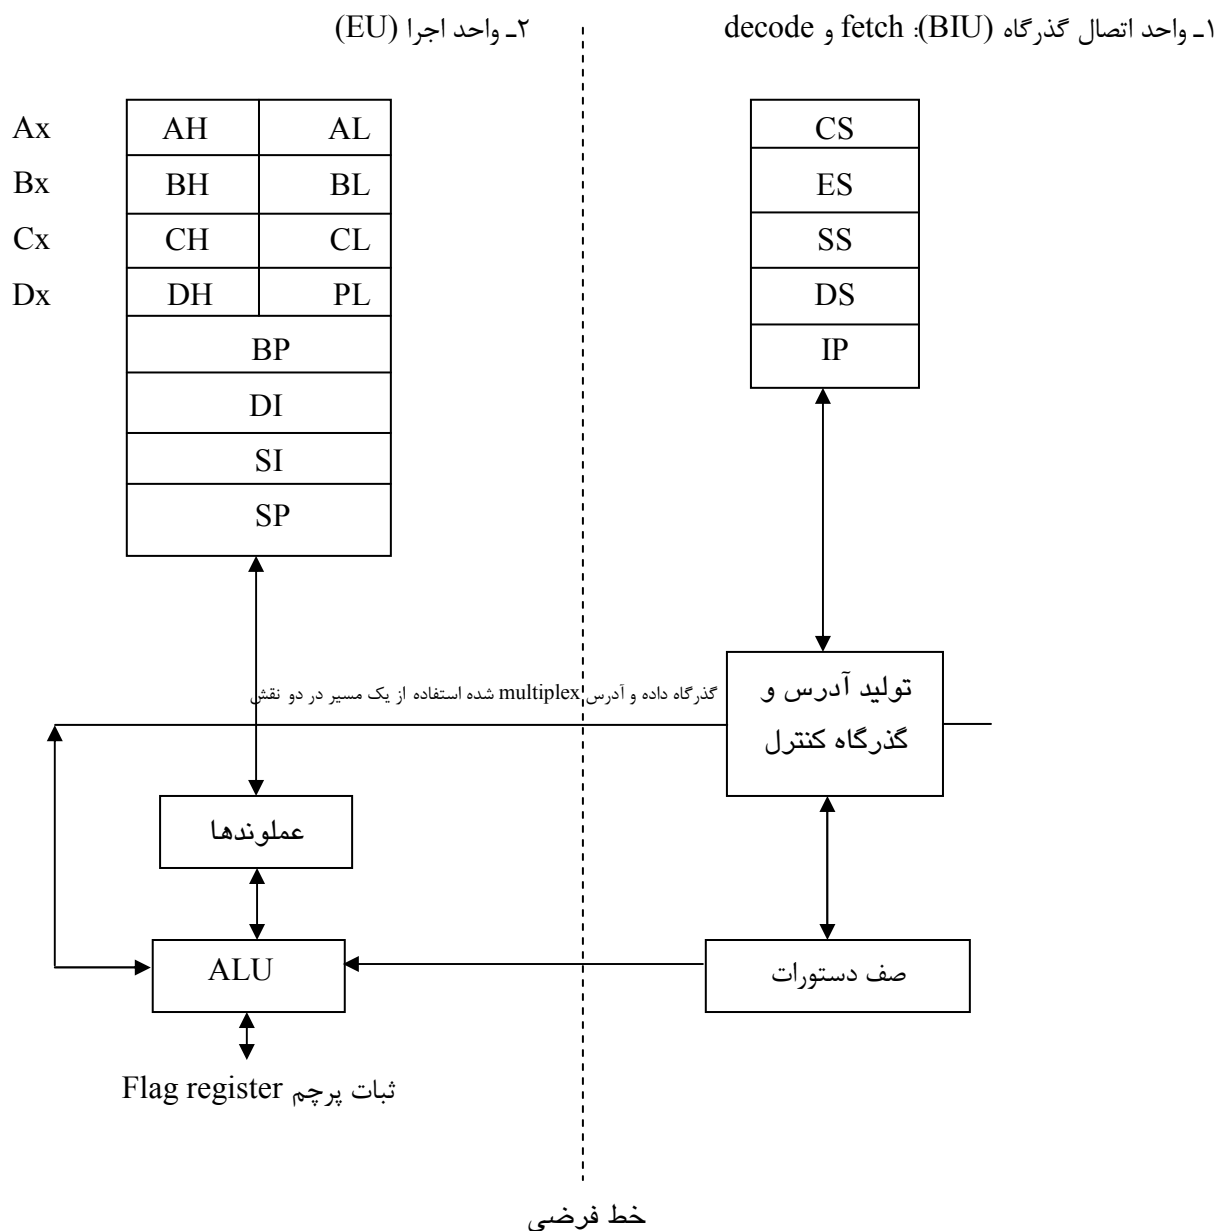 ۱ـ واحد اتصال گذرگاه (BIU): fetch و decode
۲ـ واحد اجرا (EU)
CS
ES
SS
DS
IP
Ax AH AL
Bx BH BL
Cx CH CL
Dx DH PL
BP
DI
SI
SP
گذرگاه داده و آدرس multiplex شده استفاده از یک مسیر در دو نقش
تولید آدرس و
گذرگاه کنترل
عملوندها
صف دستورات
ALU
ثبات پرچم Flag register
خط فرضی